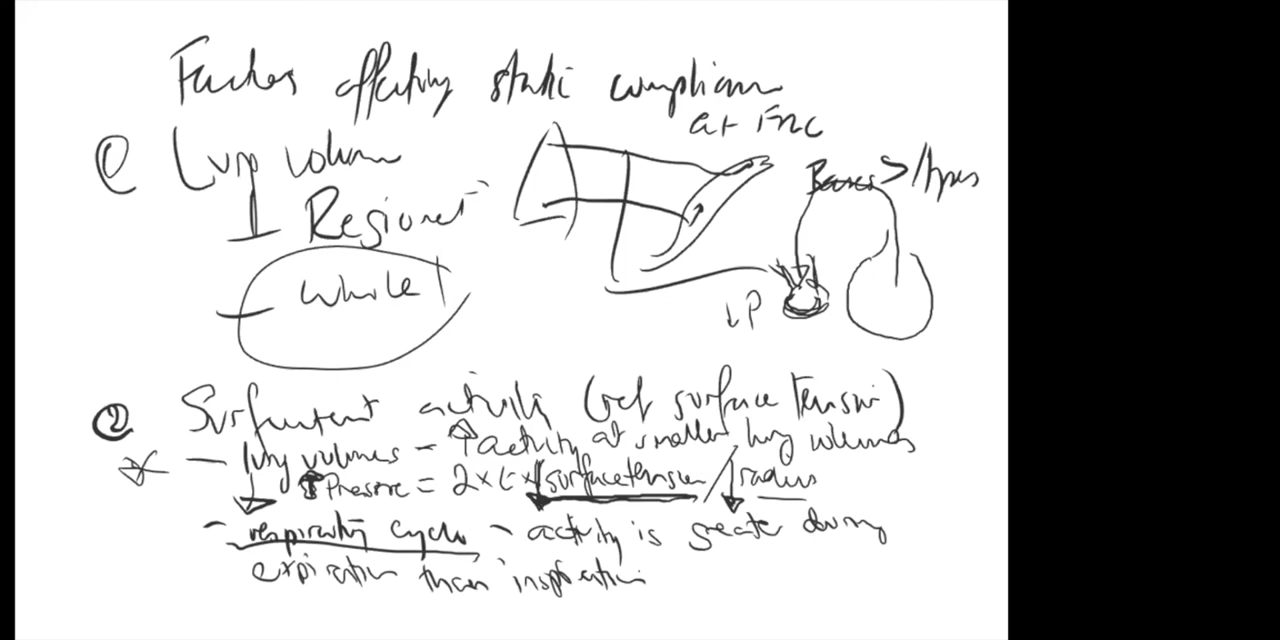 Factors affecting static compliance
at FRC
① Lung volume
Regional
Whole
Bases > Apex
↓ P
② Surfactant activity (ref surface tension)
* - lung volumes - ↑ activity at smaller lung volumes
↑ Pressure = 2 × t × surface tension / radius
- respiratory cycle - activity is greater during
expiration than inspiration